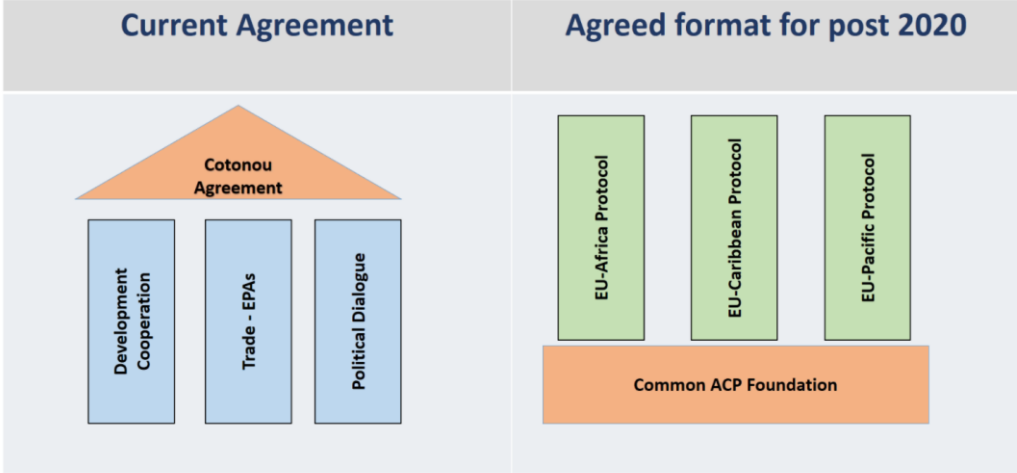 Current Agreement
Agreed format for post 2020
Cotonou
Agreement
Development
Cooperation
Trade - EPAs
Political Dialogue
EU-Africa Protocol
EU-Caribbean Protocol
EU-Pacific Protocol
Common ACP Foundation